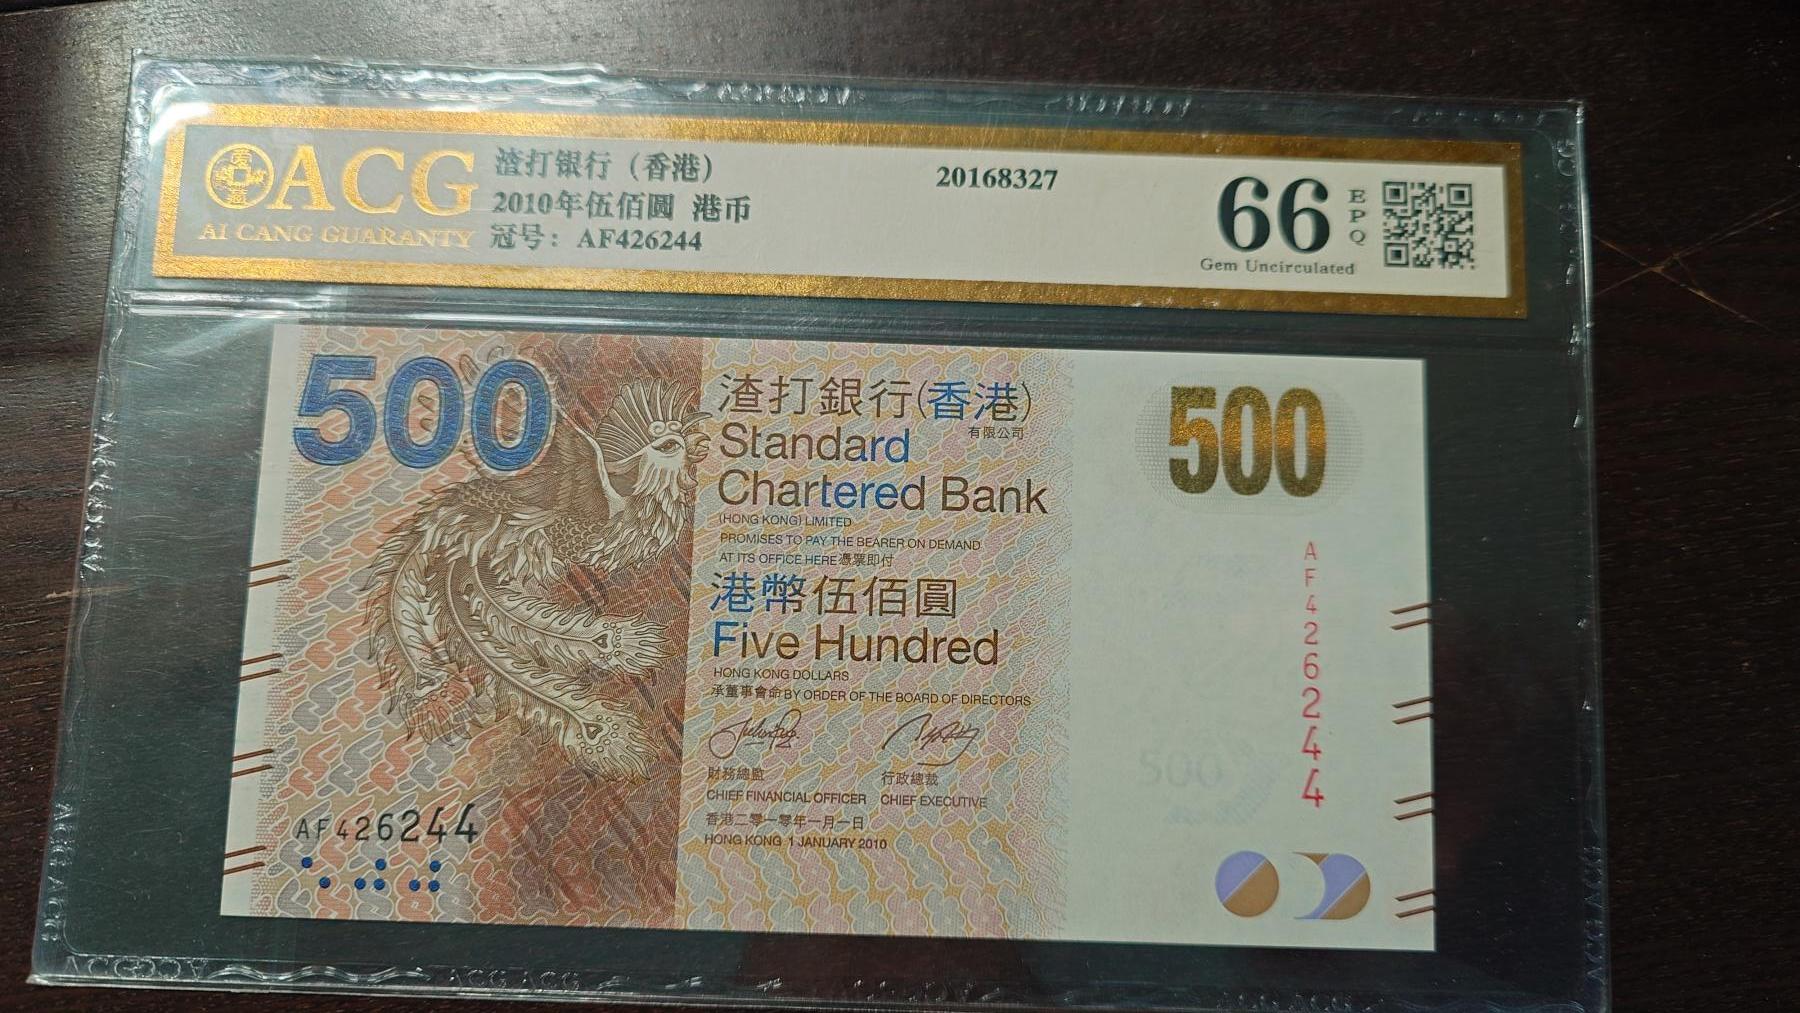 ACG
AI CANG GUARANTY
渣打银行（香港）
2010年伍佰圆 港币
冠号：AF426244
20168327
66
EPQ
Gem Uncirculated
500
渣打銀行(香港)
有限公司
Standard
Chartered Bank
(HONG KONG) LIMITED
PROMISES TO PAY THE BEARER ON DEMAND
AT ITS OFFICE HERE 憑票即付
港幣伍佰圓
Five Hundred
HONG KONG DOLLARS
承董事會命 BY ORDER OF THE BOARD OF DIRECTORS
財務總監
CHIEF FINANCIAL OFFICER
行政總裁
CHIEF EXECUTIVE
香港二零一零年一月一日
HONG KONG 1 JANUARY 2010
AF426244
500
AF426244
500